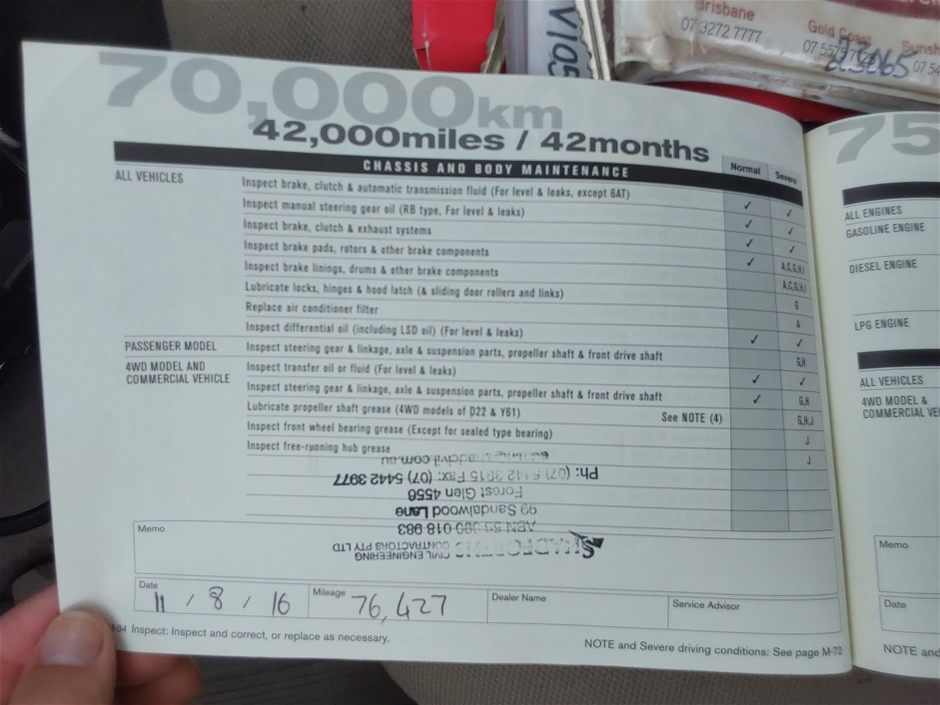 Brisbane
07 3272 7777
Gold Coast
23065
70,000km
42,000miles / 42months
CHASSIS AND BODY MAINTENANCE
Normal Severe
ALL VEHICLES
Inspect brake, clutch & automatic transmission fluid (For level & leaks, except 6AT) ✓ ✓
Inspect manual steering gear oil (RB type, For level & leaks) ✓ ✓
Inspect brake, clutch & exhaust systems ✓ ✓
Inspect brake pads, rotors & other brake components ✓ A,C,G,H,I
Inspect brake linings, drums & other brake components A,C,G,H,I
Lubricate locks, hinges & hood latch (& sliding door rollers and links) G
Replace air conditioner filter A
Inspect differential oil (including LSD oil) (For level & leaks) ✓ ✓
PASSENGER MODEL Inspect steering gear & linkage, axle & suspension parts, propeller shaft & front drive shaft G,H
4WD MODEL AND
COMMERCIAL VEHICLE
Inspect transfer oil or fluid (For level & leaks) ✓ ✓
Inspect steering gear & linkage, axle & suspension parts, propeller shaft & front drive shaft ✓ G,H
Lubricate propeller shaft grease (4WD models of D22 & Y61) See NOTE (4) G,H,J
Inspect front wheel bearing grease (Except for sealed type bearing) J
Inspect free-running hub grease J
CIVIL ENGINEERING
CONTRACTORS PTY LTD
99 Sandalwood Lane
Forest Glen 4556
Fax: (07) 5442 3977
Memo
Date 11 / 8 / 16
Mileage 76,427
Dealer Name
Service Advisor
Inspect: Inspect and correct, or replace as necessary.
NOTE and Severe driving conditions: See page M-70
75
ALL ENGINES
GASOLINE ENGINE
DIESEL ENGINE
LPG ENGINE
ALL VEHICLES
4WD MODEL &
COMMERCIAL
Memo
Date
NOTE and